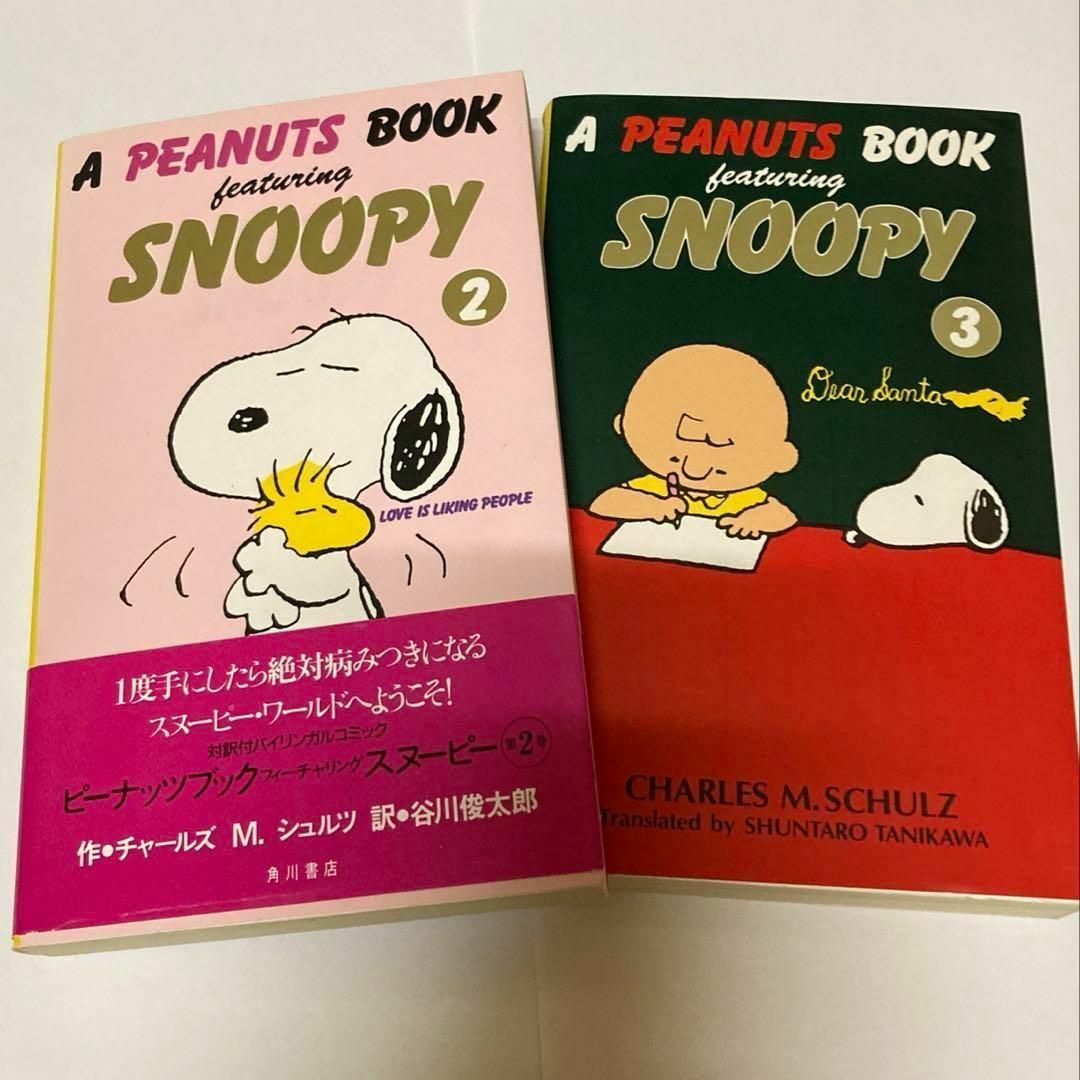 A PEANUTS BOOK
featuring
SNOOPY
2
LOVE IS LIKING PEOPLE
1度手にしたら絶対病みつきになる
スヌーピー・ワールドへようこそ!
対訳付バイリンガルコミック
ピーナッツブックフィーチャリングスヌーピー第2巻
作●チャールズ M. シュルツ 訳●谷川俊太郎
角川書店
A PEANUTS BOOK
featuring
SNOOPY
3
Dear Santa
CHARLES M. SCHULZ
Translated by SHUNTARO TANIKAWA